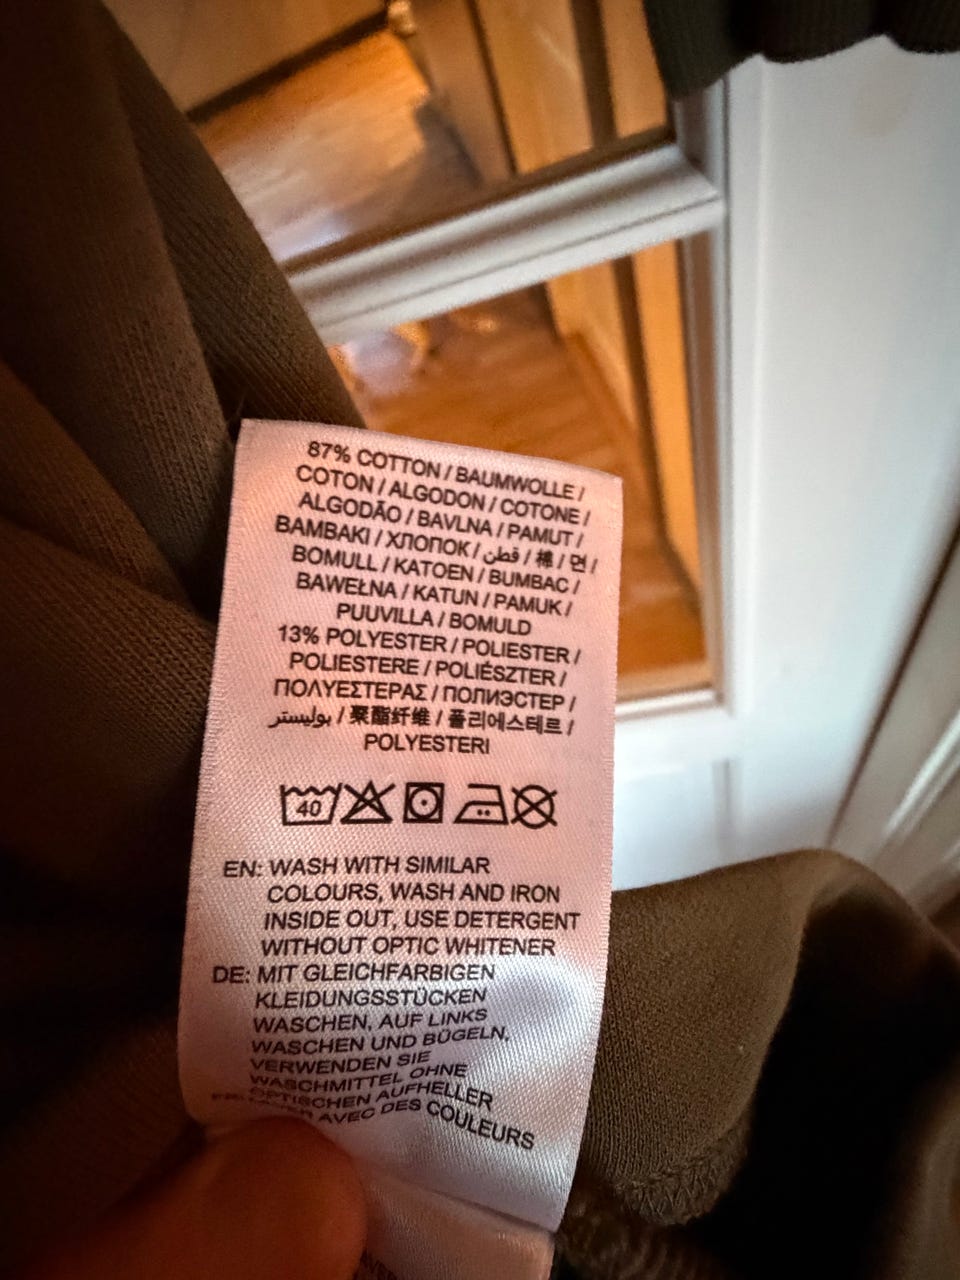 87% COTTON / BAUMWOLLE /
COTON / ALGODON / COTONE /
ALGODÃO / BAVLNA / PAMUT /
BAMBAKI / ХЛОПОК / قطن / 棉 / 면 /
BOMULL / KATOEN / BUMBAC /
BAWEŁNA / KATUN / PAMUK /
PUUVILLA / BOMULD
13% POLYESTER / POLIESTER /
POLIESTERE / POLIÉSZTER /
ΠΟΛΥΕΣΤΕΡΑΣ / ПОЛИЭСТЕР /
بوليستر / 聚酯纤维 / 폴리에스테르 /
POLYESTERI
40
EN: WASH WITH SIMILAR
COLOURS, WASH AND IRON
INSIDE OUT, USE DETERGENT
WITHOUT OPTIC WHITENER
DE: MIT GLEICHFARBIGEN
KLEIDUNGSSTÜCKEN
WASCHEN, AUF LINKS
WASCHEN UND BÜGELN,
VERWENDEN SIE
WASCHMITTEL OHNE
OPTISCHEN AUFHELLER
AVEC DES COULEURS